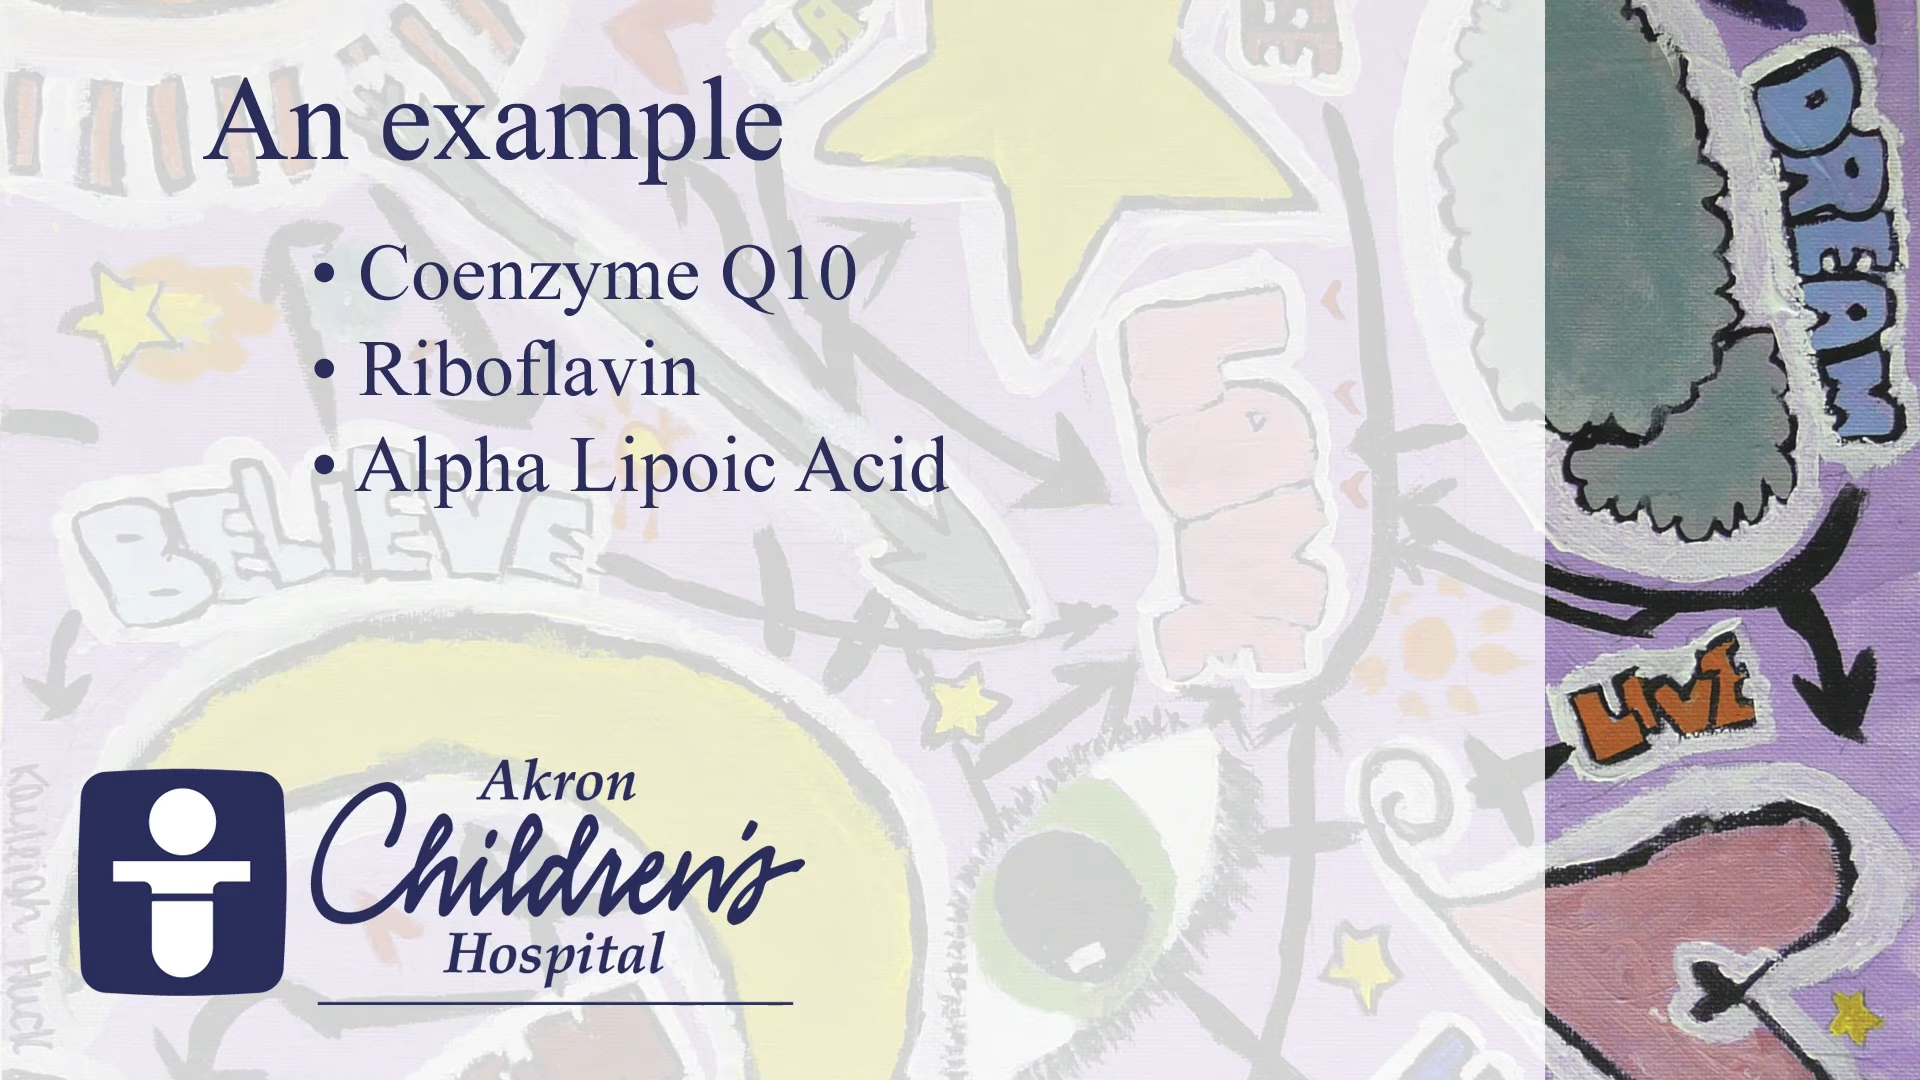 An example
• Coenzyme Q10
• Riboflavin
• Alpha Lipoic Acid
BELIEVE
DREAM
LIVE
Akron
Children's
Hospital